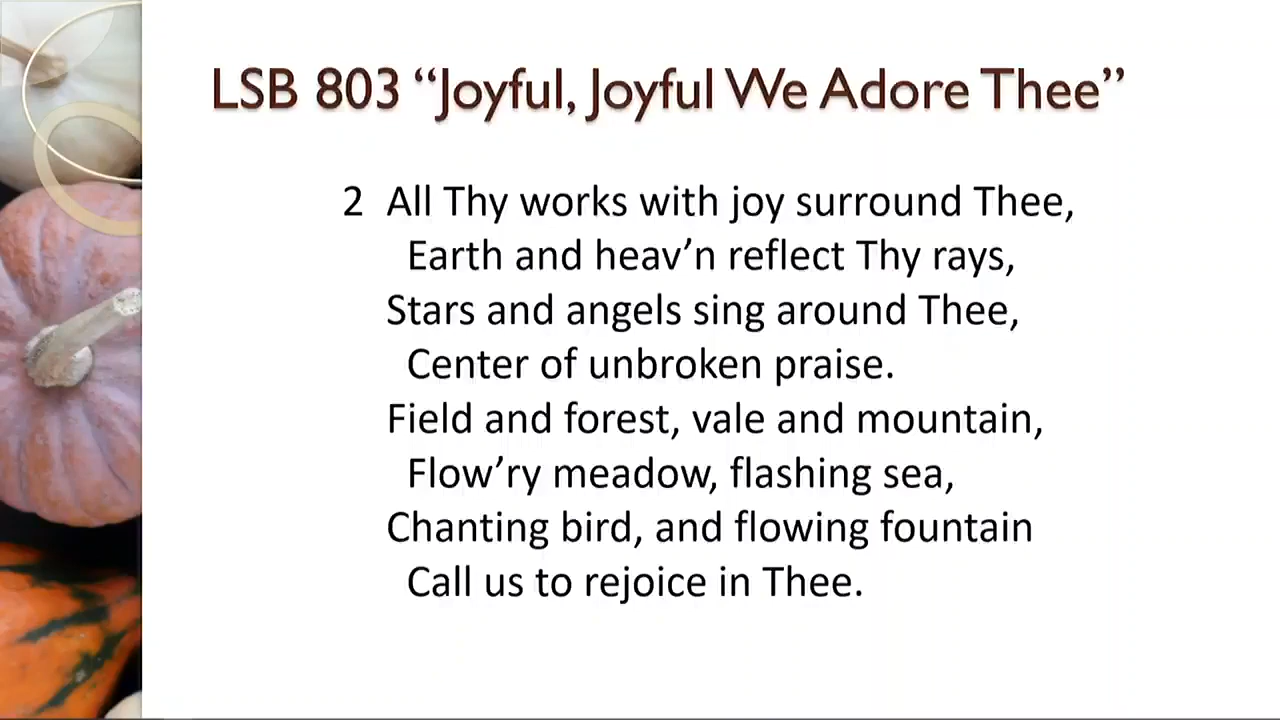 LSB 803 “Joyful, Joyful We Adore Thee”
2 All Thy works with joy surround Thee,
Earth and heav’n reflect Thy rays,
Stars and angels sing around Thee,
Center of unbroken praise.
Field and forest, vale and mountain,
Flow’ry meadow, flashing sea,
Chanting bird, and flowing fountain
Call us to rejoice in Thee.